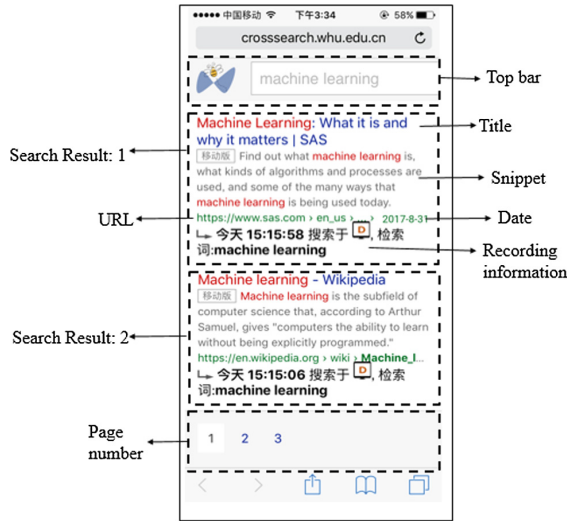 中国移动 下午3:34 58%
crosssearch.whu.edu.cn
machine learning
Top bar
Machine Learning: What it is and
why it matters | SAS
Title
Search Result: 1
移动版 Find out what machine learning is,
what kinds of algorithms and processes are
used, and some of the many ways that
machine learning is being used today.
Snippet
URL
https://www.sas.com › en_us › ... › 2017-8-31
Date
今天 15:15:58 搜索于 D, 检索
词:machine learning
Recording
information
Machine learning - Wikipedia
移动版 Machine learning is the subfield of
computer science that, according to Arthur
Samuel, gives "computers the ability to learn
without being explicitly programmed."
Search Result: 2
https://en.wikipedia.org › wiki › Machine_l...
今天 15:15:06 搜索于 D, 检索
词:machine learning
Page
number
1 2 3